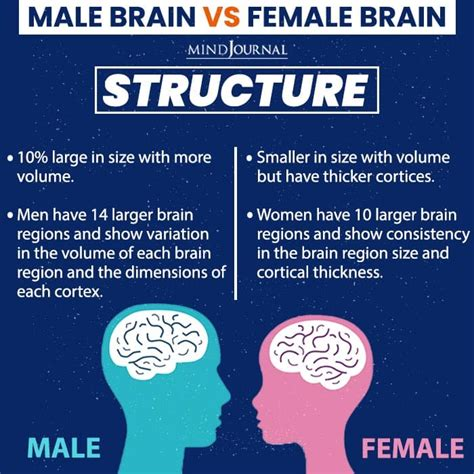 MALE BRAIN VS FEMALE BRAIN
MINDJOURNAL
STRUCTURE
• 10% large in size with more
volume.
• Men have 14 larger brain
regions and show variation
in the volume of each brain
region and the dimensions of
each cortex.
• Smaller in size with volume
but have thicker cortices.
• Women have 10 larger brain
regions and show consistency
in the brain region size and
cortical thickness.
MALE
FEMALE